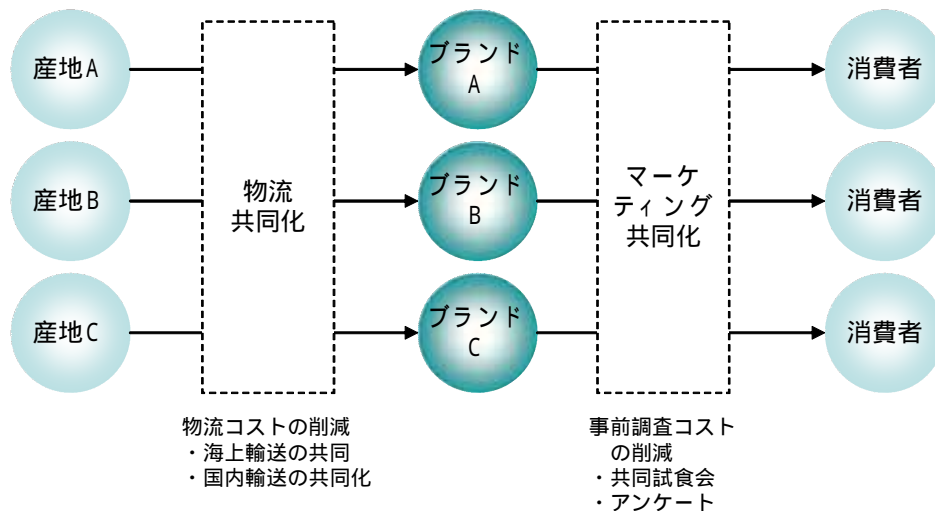 産地A
ブランド
A
消費者
産地B
物流
共同化
ブランド
B
マーケ
ティング
共同化
消費者
産地C
ブランド
C
消費者
物流コストの削減
・海上輸送の共同
・国内輸送の共同化
事前調査コスト
の削減
・共同試食会
・アンケート